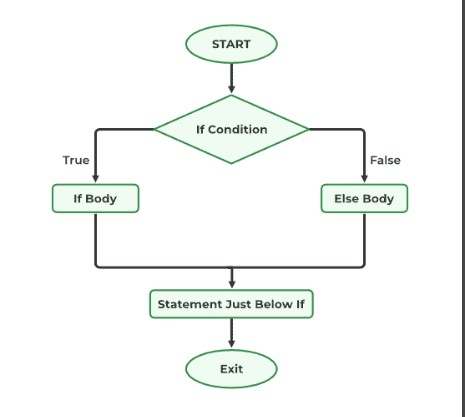 START
If Condition
True
False
If Body
Else Body
Statement Just Below If
Exit